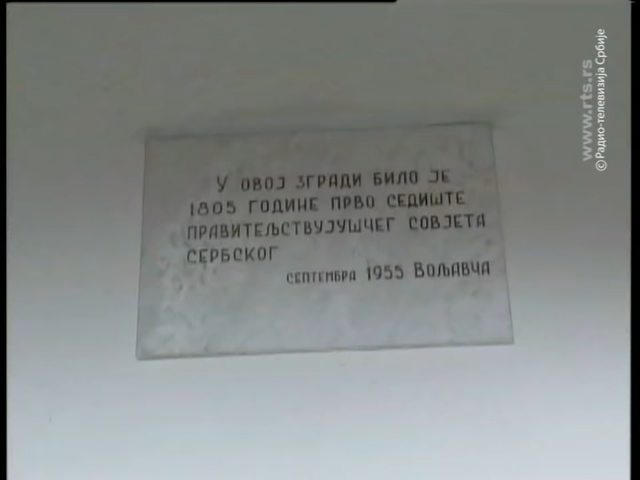 У ОВОЈ ЗГРАДИ БИЛО ЈЕ
1805 ГОДИНЕ ПРВО СЕДИШТЕ
ПРАВИТЕЉСТВУЈУШЧЕГ СОВЈЕТА
СЕРБСКОГ
СЕПТЕМБРА 1955 ВОЉАВЧА
www.rts.rs
© Радио-телевизија Србије